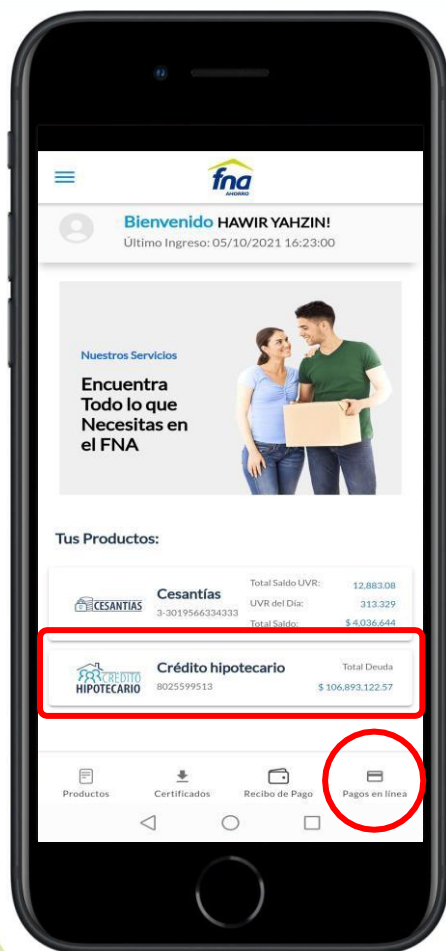 fna
AHORRO
Bienvenido HAWIR YAHZIN!
Último Ingreso: 05/10/2021 16:23:00
Nuestros Servicios
Encuentra
Todo lo que
Necesitas en
el FNA
Tus Productos:
CESANTÍAS
Cesantías
3-3019566334333
Total Saldo UVR: 12,883.08
UVR del Día: 313.329
Total Saldo: $ 4,036,644
CREDITO
HIPOTECARIO
Crédito hipotecario
8025599513
Total Deuda
$ 106,893,122.57
Productos
Certificados
Recibo de Pago
Pagos en línea